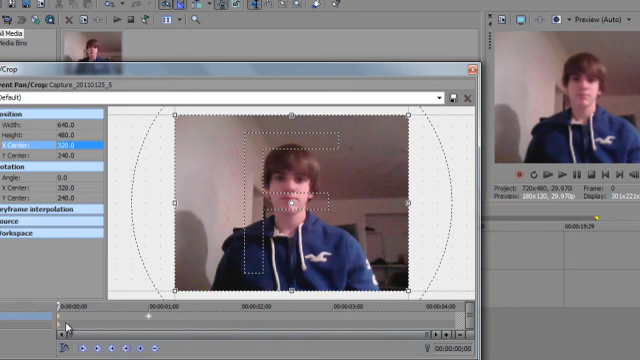 All Media
Media Bins
Preview (Auto)
/Crop
vent Pan/Crop: Capture_20110125_5
Default)
osition
Width: 640.0
Height: 480.0
X Center: 320.0
Y Center: 240.0
otation
Angle: 0.0
X Center: 320.0
Y Center: 240.0
eyframe interpolation
ource
Workspace
Project: 720x480, 29.970i
Frame: 0
Preview: 180x120, 29.970p
Display: 301x221x
00:00:19;29
00:00:00;00
00:00:01:00
00:00:02:00
00:00:03:00
00:00:04:00
00:00:00;00